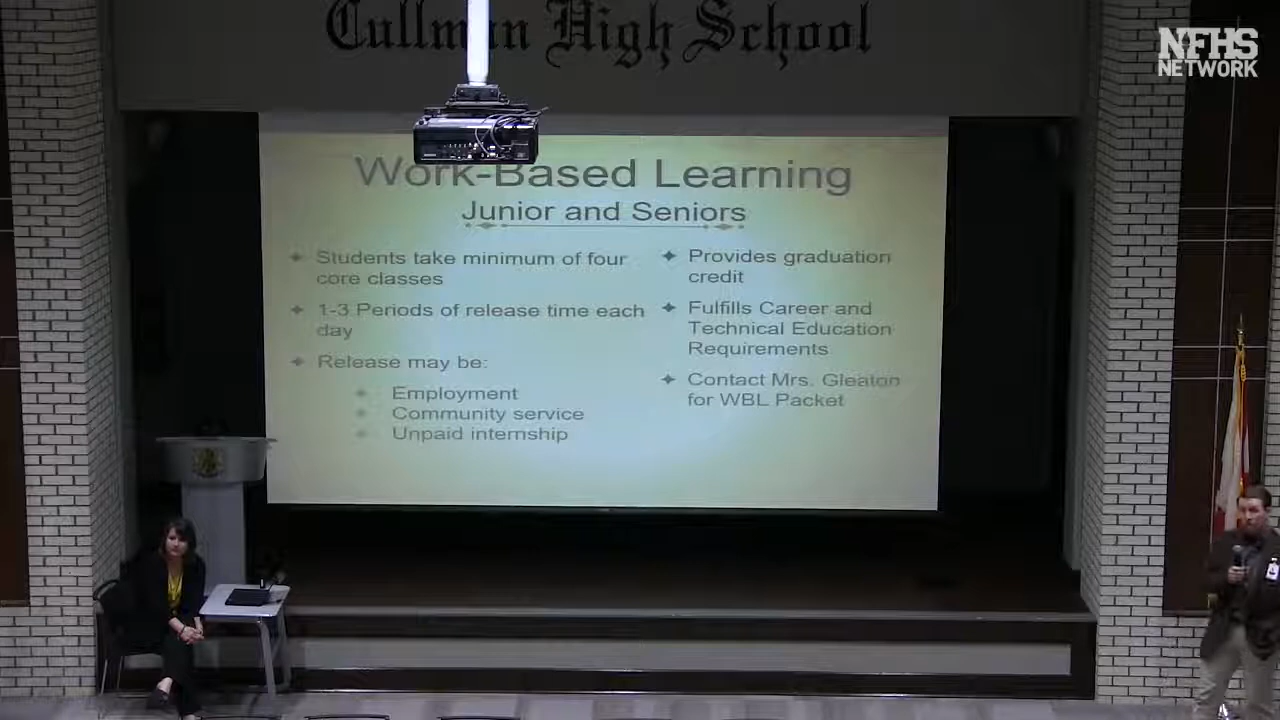 Cullman High School
NFHS
NETWORK
Work-Based Learning
Junior and Seniors
Students take minimum of four
core classes
1-3 Periods of release time each
day
Release may be:
Employment
Community service
Unpaid internship
Provides graduation
credit
Fulfills Career and
Technical Education
Requirements
Contact Mrs. Gleaton
for WBL Packet